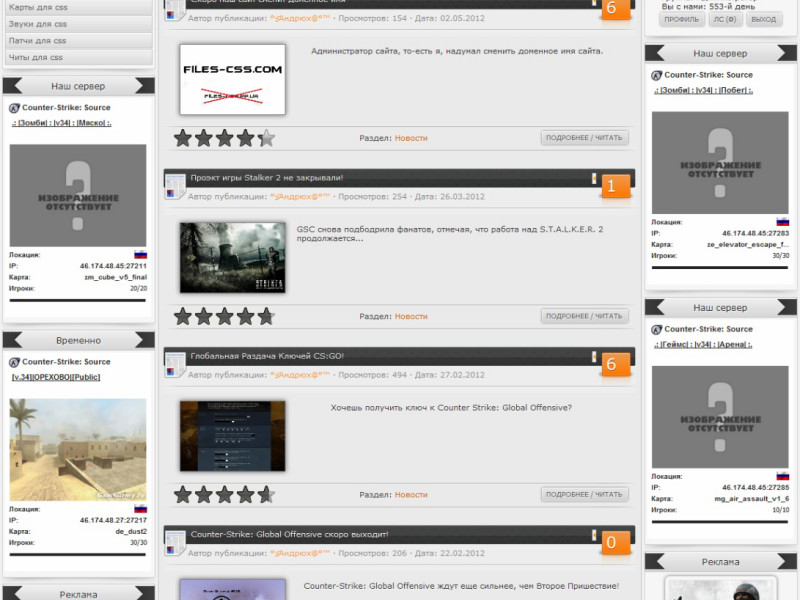 Карты для css
Звуки для css
Патчи для css
Читы для css
Наш сервер
Counter-Strike: Source
.: |Зомби| : |v34| : |Мяско| :.
ИЗОБРАЖЕНИЕ
ОТСУТСТВУЕТ
Локация:
IP: 46.174.48.45:27211
Карта: zm_cube_v5_final
Игроки: 20/20
Временно
Counter-Strike: Source
[v.34]|OPEXOBO|[Public]
Локация:
IP: 46.174.48.27:27217
Карта: de_dust2
Игроки: 30/30
Реклама
Скоро наш сайт сменит доменное имя
6
Автор публикации: · Просмотров: 154 · Дата: 02.05.2012
FILES-CSS.COM
Администратор сайта, то-есть я, надумал сменить доменное имя сайта.
Раздел: Новости
ПОДРОБНЕЕ / ЧИТАТЬ
Проэкт игры Stalker 2 не закрывали!
1
Автор публикации: · Просмотров: 254 · Дата: 26.03.2012
GSC снова подбодрила фанатов, отмечая, что работа над S.T.A.L.K.E.R. 2
продолжается...
Раздел: Новости
ПОДРОБНЕЕ / ЧИТАТЬ
Глобальная Раздача Ключей CS:GO!
6
Автор публикации: · Просмотров: 494 · Дата: 27.02.2012
Хочешь получить ключ к Counter Strike: Global Offensive?
Раздел: Новости
ПОДРОБНЕЕ / ЧИТАТЬ
Counter-Strike: Global Offensive скоро выходит!
0
Автор публикации: · Просмотров: 206 · Дата: 22.02.2012
Counter-Strike: Global Offensive ждут еще сильнее, чем Второе Пришествие!
Вы с нами: 553-й день
ПРОФИЛЬ
ЛС (0)
ВЫХОД
Наш сервер
Counter-Strike: Source
.: |Зомби| : |v34| : |Побег| :.
ИЗОБРАЖЕНИЕ
ОТСУТСТВУЕТ
Локация:
IP: 46.174.48.45:27283
Карта: ze_elevator_escape_f...
Игроки: 30/30
Наш сервер
Counter-Strike: Source
.: |Геймс| : |v34| : |Арена| :.
ИЗОБРАЖЕНИЕ
ОТСУТСТВУЕТ
Локация:
IP: 46.174.48.45:27285
Карта: mg_air_assault_v1_6
Игроки: 10/10
Реклама